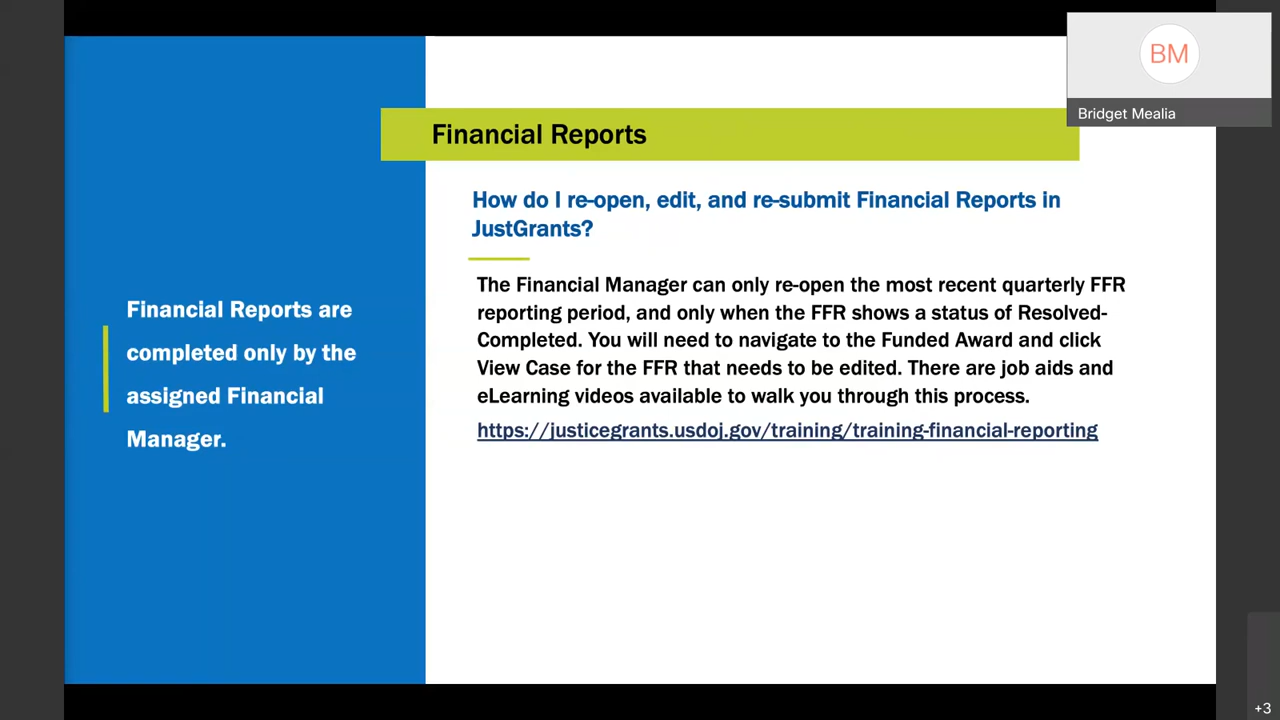 BM
Bridget Mealia
Financial Reports
How do I re-open, edit, and re-submit Financial Reports in
JustGrants?
Financial Reports are
completed only by the
assigned Financial
Manager.
The Financial Manager can only re-open the most recent quarterly FFR
reporting period, and only when the FFR shows a status of Resolved-
Completed. You will need to navigate to the Funded Award and click
View Case for the FFR that needs to be edited. There are job aids and
eLearning videos available to walk you through this process.
https://justicegrants.usdoj.gov/training/training-financial-reporting
+3